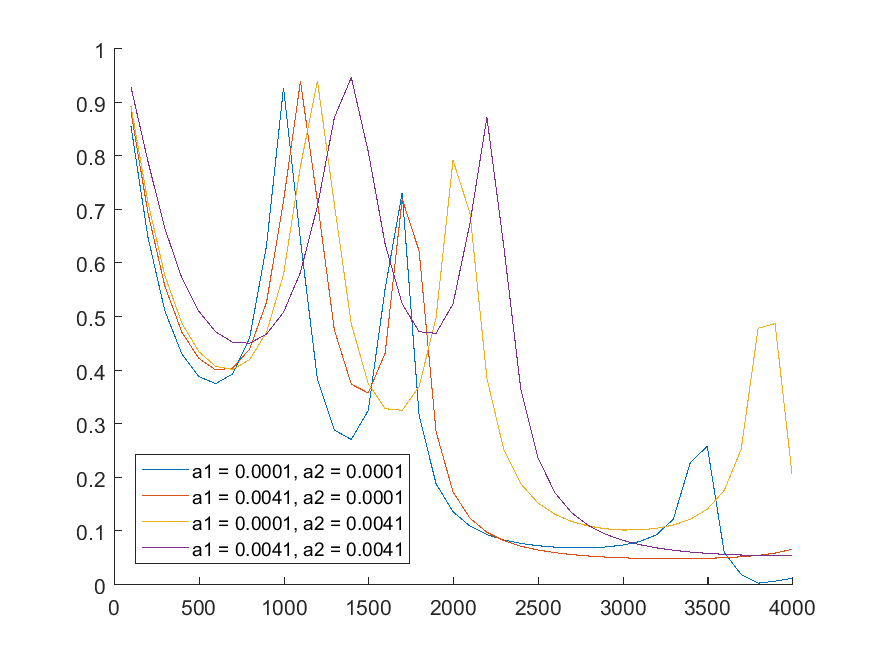 1
0.9
0.8
0.7
0.6
0.5
0.4
0.3
0.2
0.1
0
a1 = 0.0001, a2 = 0.0001
a1 = 0.0041, a2 = 0.0001
a1 = 0.0001, a2 = 0.0041
a1 = 0.0041, a2 = 0.0041
0 500 1000 1500 2000 2500 3000 3500 4000